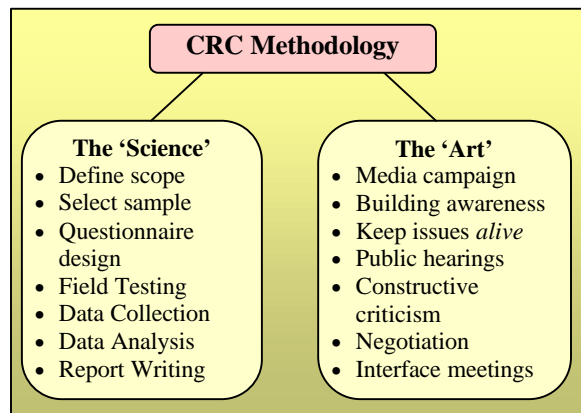 CRC Methodology
The ‘Science’
• Define scope
• Select sample
• Questionnaire
design
• Field Testing
• Data Collection
• Data Analysis
• Report Writing
The ‘Art’
• Media campaign
• Building awareness
• Keep issues alive
• Public hearings
• Constructive
criticism
• Negotiation
• Interface meetings